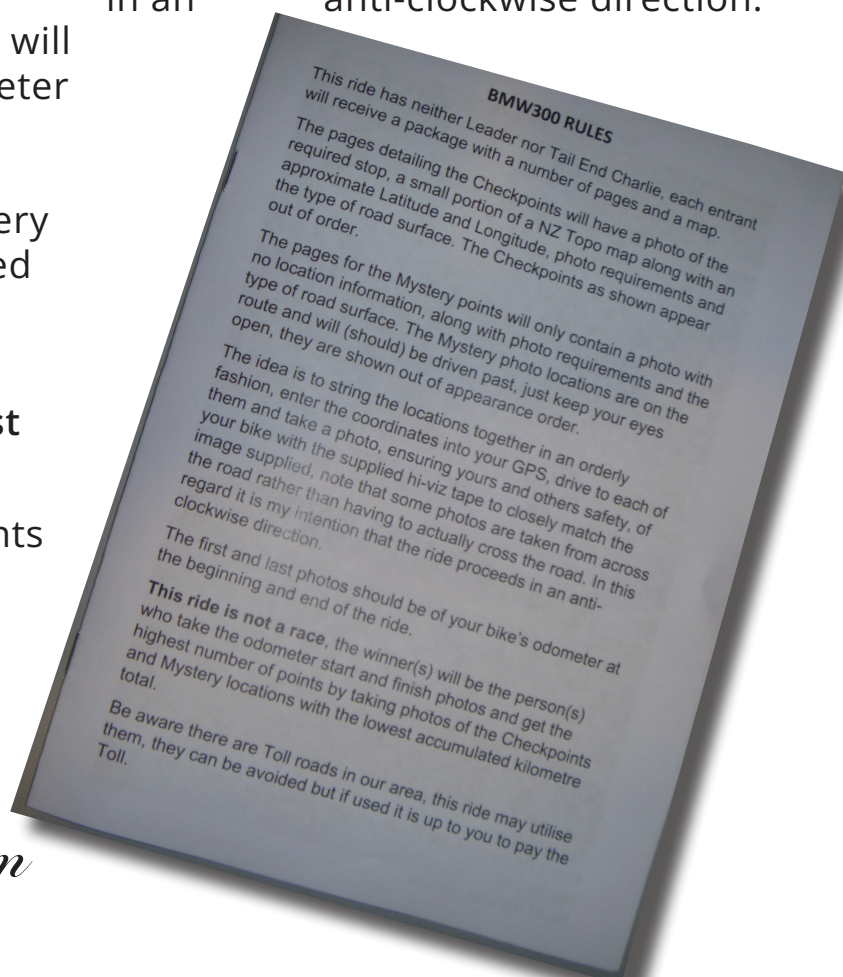 in an anti-clockwise direction.
will
eter
ery
ed
st
nts
n
BMW300 RULES
This ride has neither Leader nor Tail End Charlie, each entrant
will receive a package with a number of pages and a map.
The pages detailing the Checkpoints will have a photo of the
required stop, a small portion of a NZ Topo map along with an
approximate Latitude and Longitude, photo requirements and
the type of road surface. The Checkpoints as shown appear
out of order.
The pages for the Mystery points will only contain a photo with
no location information, along with photo requirements and the
type of road surface. The Mystery photo locations are on the
route and will (should) be driven past, just keep your eyes
open, they are shown out of appearance order.
The idea is to string the locations together in an orderly
fashion, enter the coordinates into your GPS, drive to each of
them and take a photo, ensuring yours and others safety, of
your bike with the supplied hi-viz tape to closely match the
image supplied, note that some photos are taken from across
the road rather than having to actually cross the road. In this
regard it is my intention that the ride proceeds in an anti-
clockwise direction.
The first and last photos should be of your bike's odometer at
the beginning and end of the ride.
This ride is not a race, the winner(s) will be the person(s)
who take the odometer start and finish photos and get the
highest number of points by taking photos of the Checkpoints
and Mystery locations with the lowest accumulated kilometre
total.
Be aware there are Toll roads in our area, this ride may utilise
them, they can be avoided but if used it is up to you to pay the
Toll.